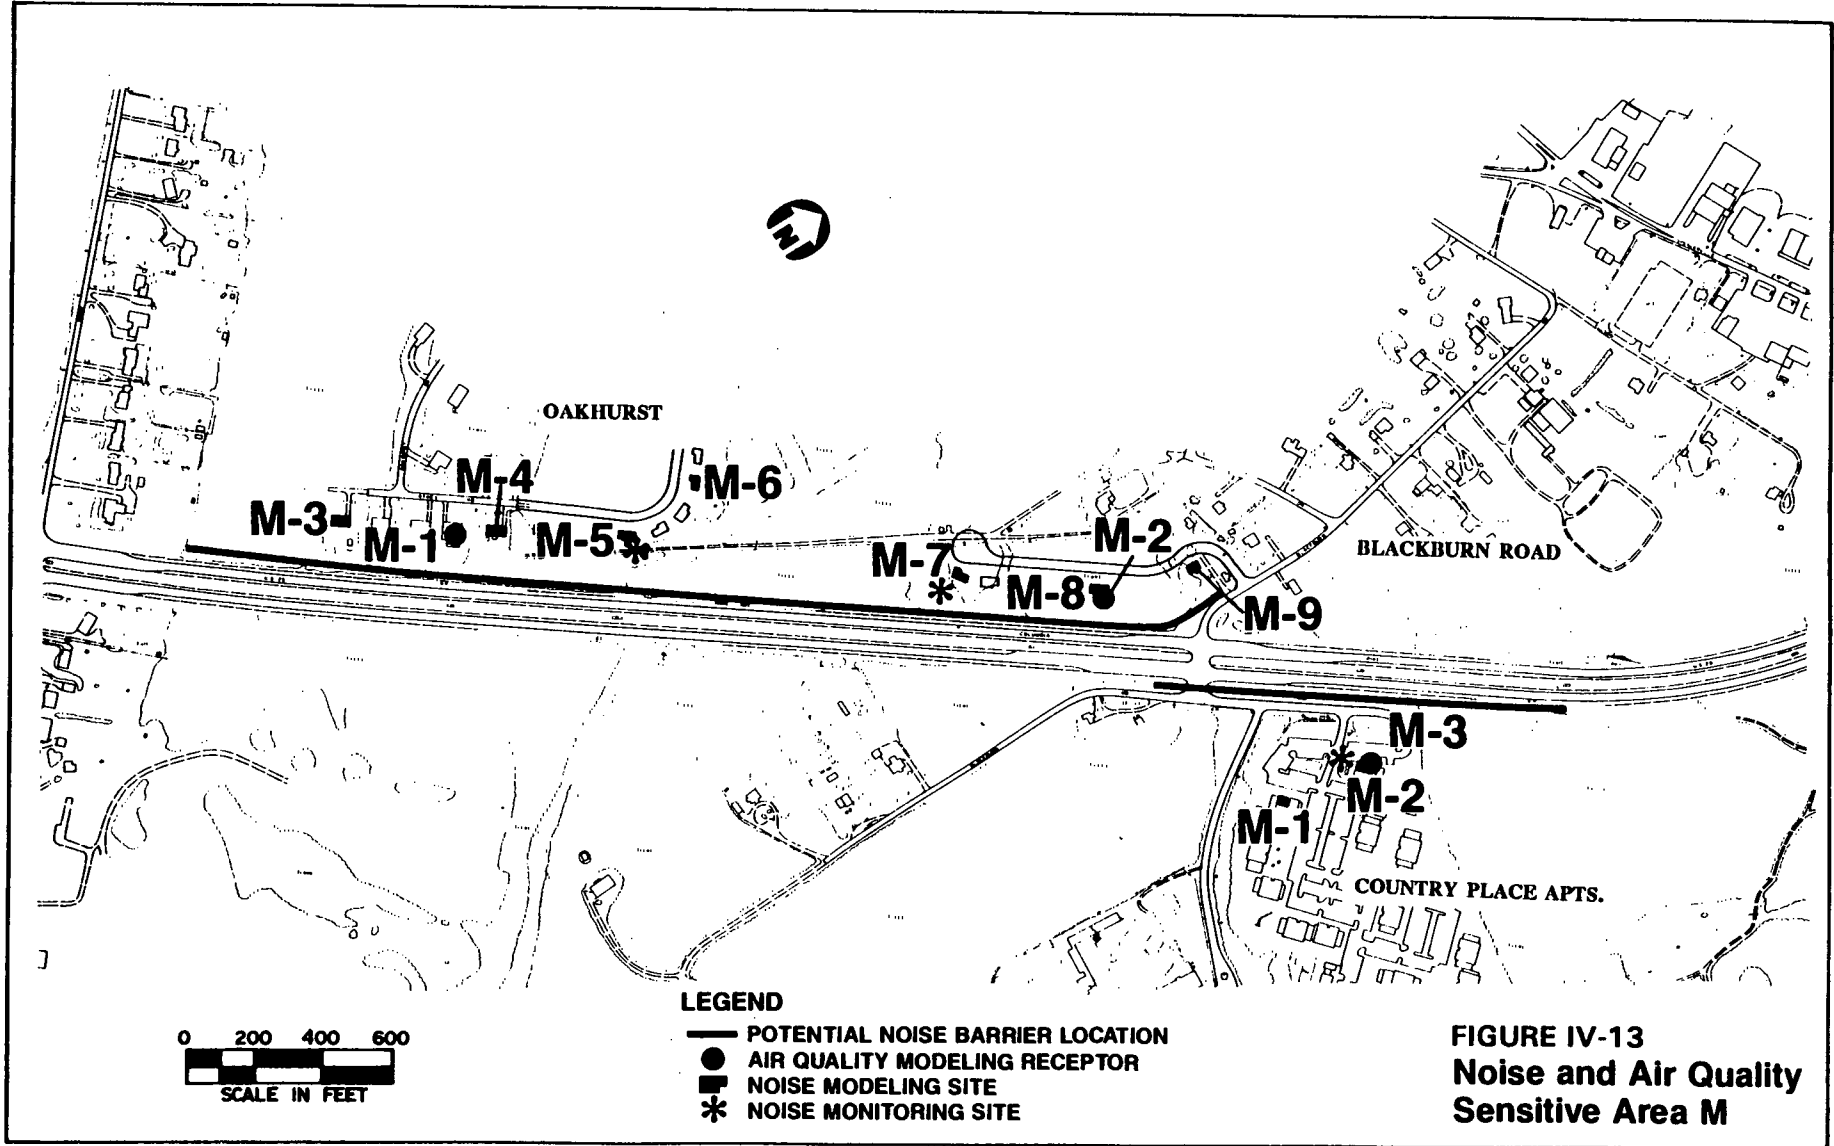 N
OAKHURST
M-4
M-6
M-3
M-1
M-5
M-2
M-7
M-8
BLACKBURN ROAD
M-9
M-3
M-2
M-1
COUNTRY PLACE APTS.
LEGEND
POTENTIAL NOISE BARRIER LOCATION
AIR QUALITY MODELING RECEPTOR
NOISE MODELING SITE
NOISE MONITORING SITE
0 200 400 600
SCALE IN FEET
FIGURE IV-13
Noise and Air Quality
Sensitive Area M